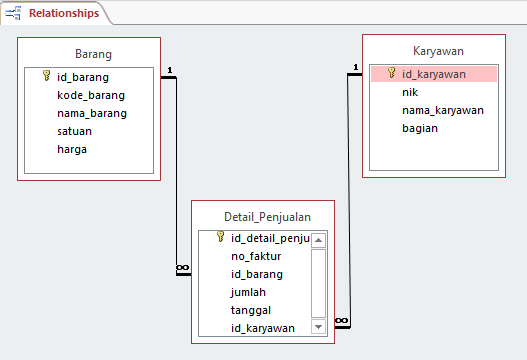 Relationships
Barang
id_barang
kode_barang
nama_barang
satuan
harga
1
Karyawan
id_karyawan
nik
nama_karyawan
bagian
1
Detail_Penjualan
id_detail_penju
no_faktur
id_barang
jumlah
tanggal
id_karyawan
∞
∞